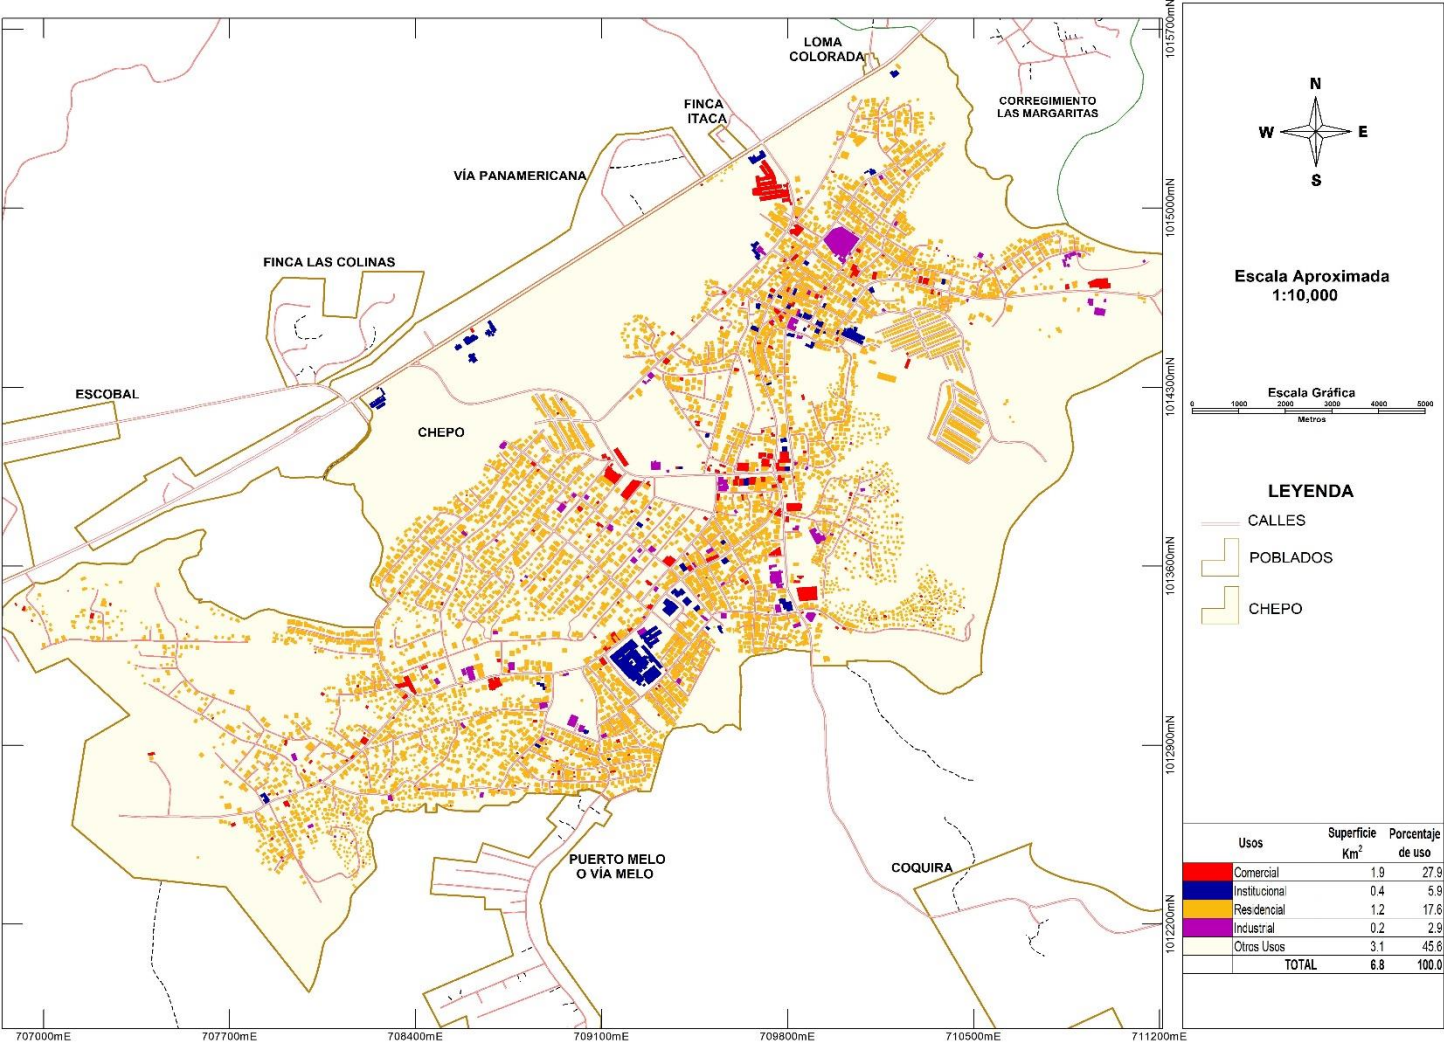 LOMA
COLORADA
FINCA
ITACA
CORREGIMIENTO
LAS MARGARITAS
VÍA PANAMERICANA
FINCA LAS COLINAS
ESCOBAL
CHEPO
PUERTO MELO
O VÍA MELO
COQUIRA
1015700mN
1015000mN
1014300mN
1013600mN
1012900mN
1012200mN
707000mE
707700mE
708400mE
709100mE
709800mE
710500mE
711200mE
N
W E
S
Escala Aproximada
1:10,000
Escala Gráfica
0 1000 2000 3000 4000 5000
Metros
LEYENDA
CALLES
POBLADOS
CHEPO
Usos Superficie Km² Porcentaje de uso
Comercial 1.9 27.9
Institucional 0.4 5.9
Residencial 1.2 17.6
Industrial 0.2 2.9
Otros Usos 3.1 45.6
TOTAL 6.8 100.0